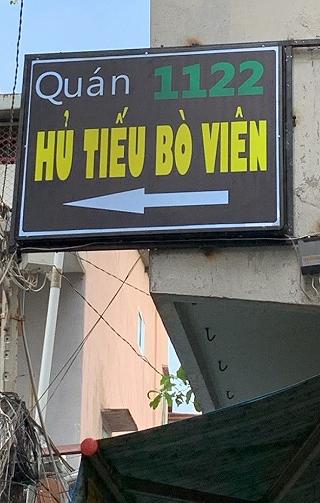 Quán 1122
HỦ TIẾU BÒ VIÊN